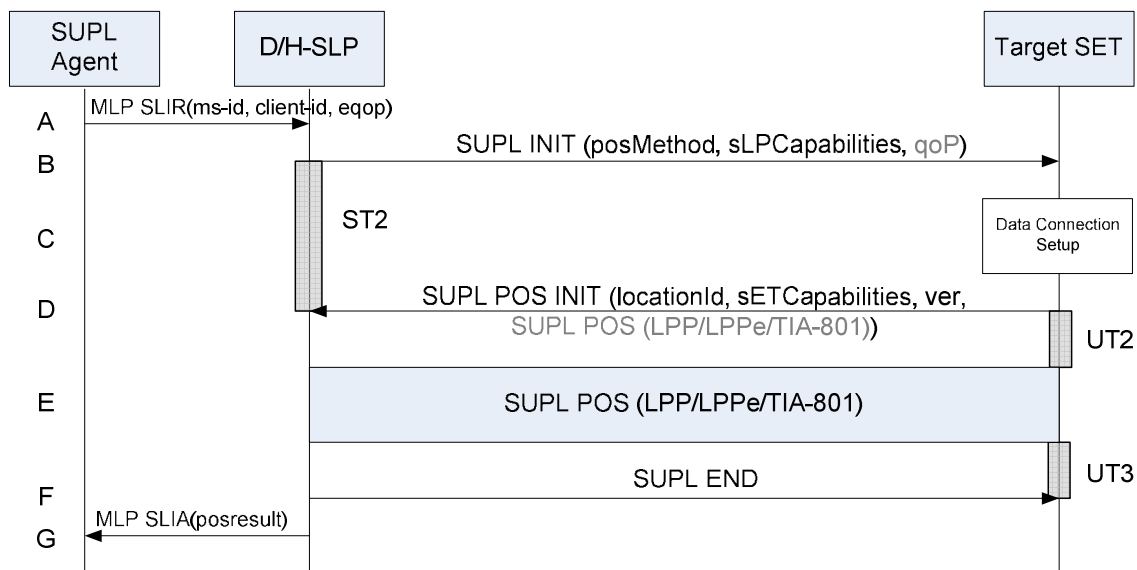 SUPL
Agent
D/H-SLP
Target SET
A
MLP SLIR(ms-id, client-id, eqop)
B
SUPL INIT (posMethod, sLPCapabilities, qoP)
C
ST2
Data Connection
Setup
D
SUPL POS INIT (locationId, sETCapabilities, ver,
SUPL POS (LPP/LPPe/TIA-801))
UT2
E
SUPL POS (LPP/LPPe/TIA-801)
F
SUPL END
UT3
G
MLP SLIA(posresult)